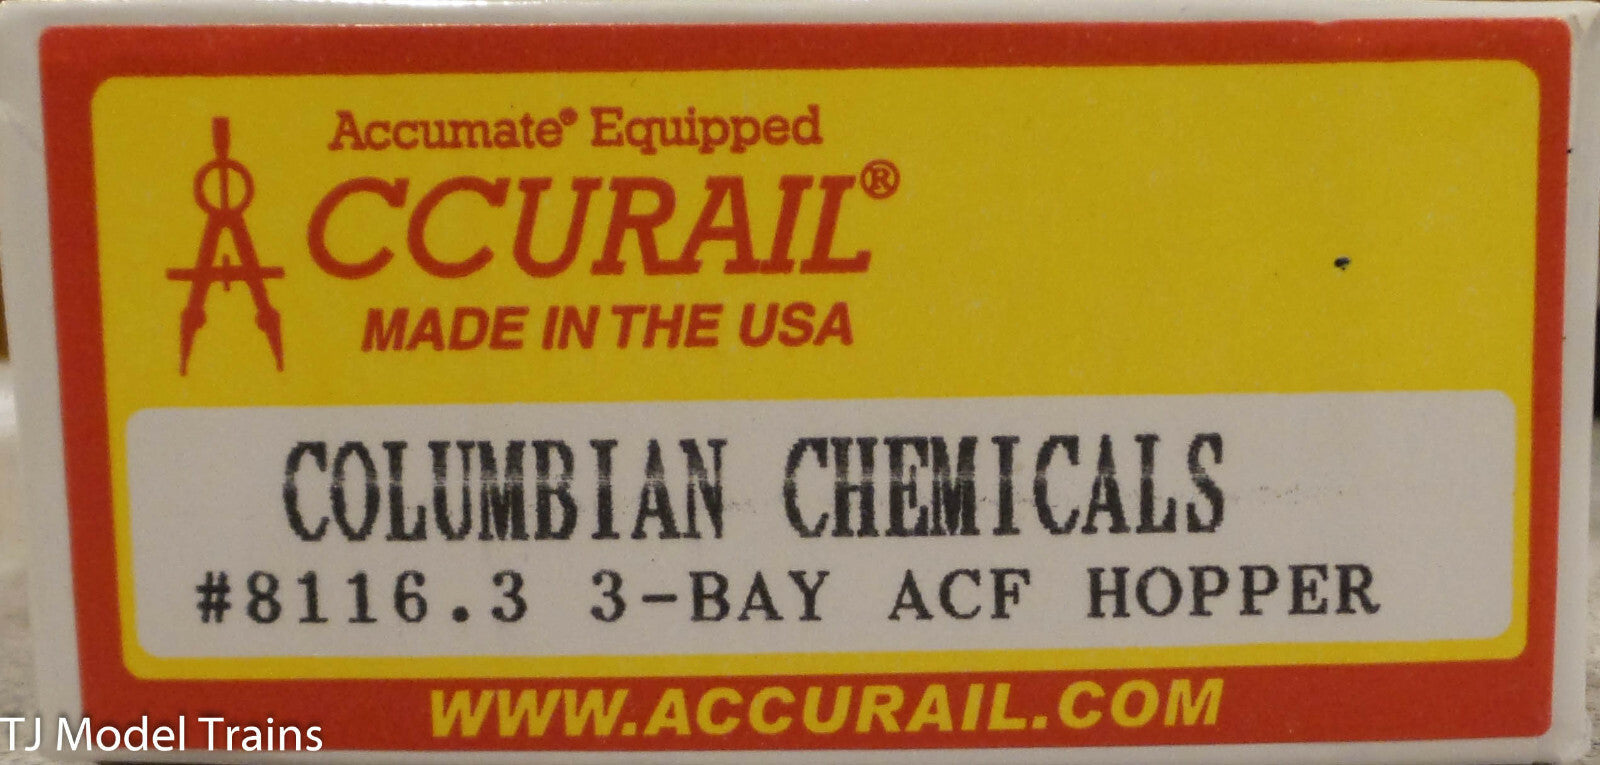 Accumate® Equipped
ACCURAIL®
MADE IN THE USA
COLUMBIAN CHEMICALS
#8116.3 3-BAY ACF HOPPER
WWW.ACCURAIL.COM
TJ Model Trains